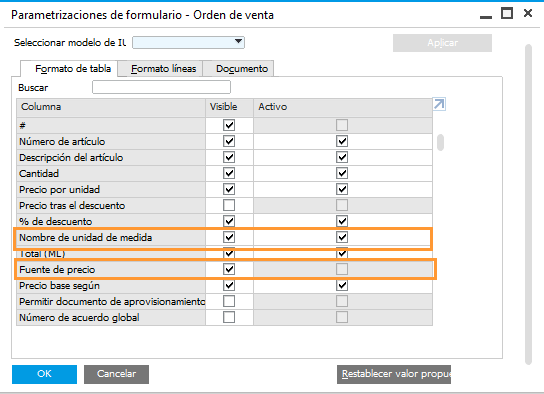 Parametrizaciones de formulario - Orden de venta
Seleccionar modelo de IU
Aplicar
Formato de tabla
Formato líneas
Documento
Buscar
Columna Visible Activo
#
Número de artículo
Descripción del artículo
Cantidad
Precio por unidad
Precio tras el descuento
% de descuento
Nombre de unidad de medida
Total (ML)
Fuente de precio
Precio base según
Permitir documento de aprovisionamiento
Número de acuerdo global
OK
Cancelar
Restablecer valor propue